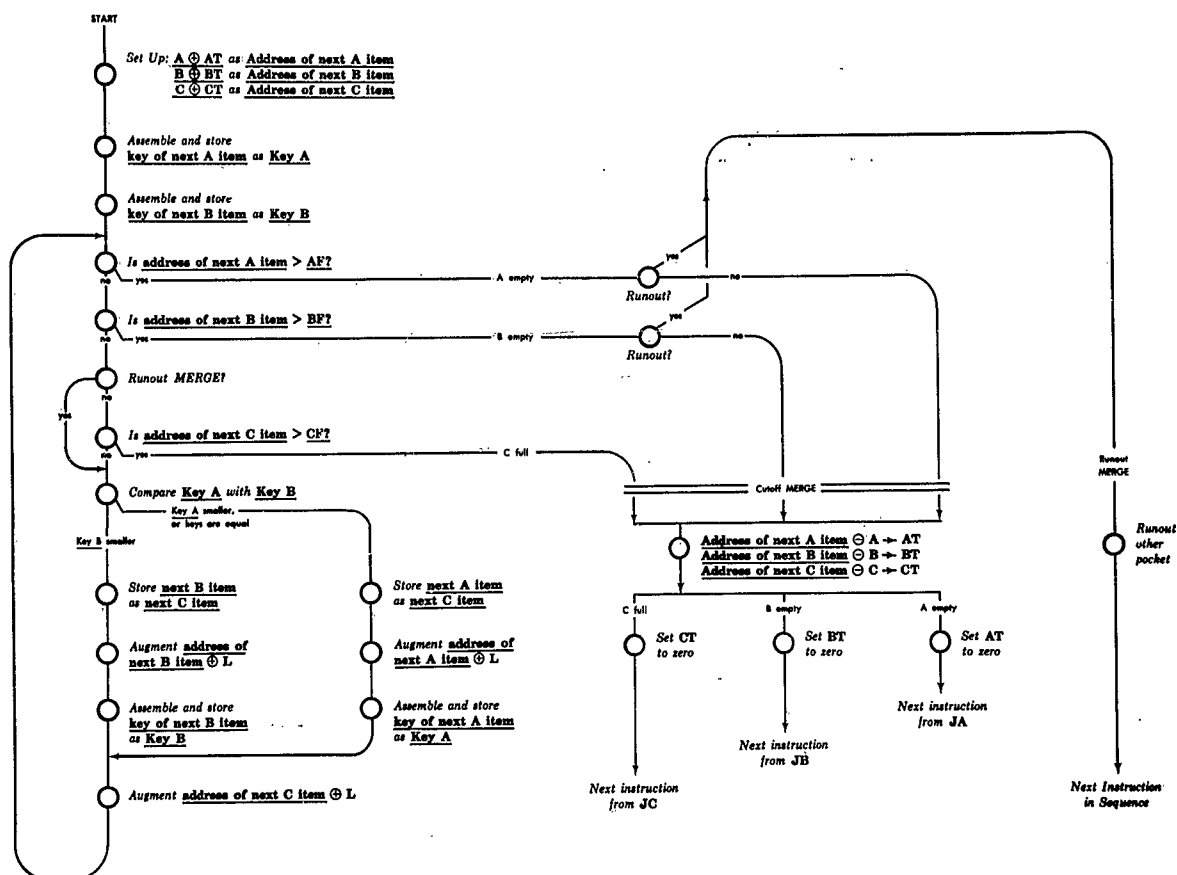 START
Set Up: A ⊕ AT as Address of next A item
B ⊕ BT as Address of next B item
C ⊕ CT as Address of next C item
Assemble and store
key of next A item as Key A
Assemble and store
key of next B item as Key B
Is address of next A item > AF?
no
yes
A empty
yes
no
Runout?
Is address of next B item > BF?
no
yes
B empty
yes
no
Runout?
Runout MERGE?
no
yes
Is address of next C item > CF?
no
yes
C full
Runout
MERGE
Cutoff MERGE
Compare Key A with Key B
Key A smaller,
or keys are equal
Key B smaller
Address of next A item ⊖ A → AT
Address of next B item ⊖ B → BT
Address of next C item ⊖ C → CT
Runout
other
pocket
Store next B item
as next C item
Store next A item
as next C item
C full
B empty
A empty
Set CT
to zero
Set BT
to zero
Set AT
to zero
Augment address of
next B item ⊕ L
Augment address of
next A item ⊕ L
Assemble and store
key of next B item
as Key B
Assemble and store
key of next A item
as Key A
Next instruction
from JA
Next instruction
from JB
Next instruction
from JC
Next Instruction
in Sequence
Augment address of next C item ⊕ L